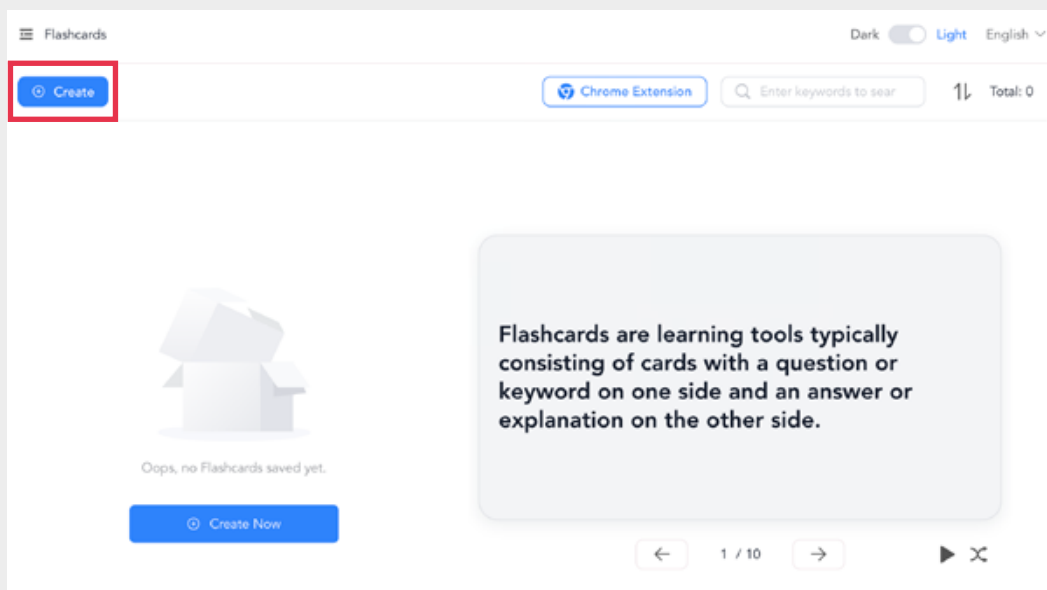 Flashcards
Dark
Light
English
Create
Chrome Extension
Enter keywords to sear
Total: 0
Flashcards are learning tools typically
consisting of cards with a question or
keyword on one side and an answer or
explanation on the other side.
Oops, no Flashcards saved yet.
Create Now
1 / 10